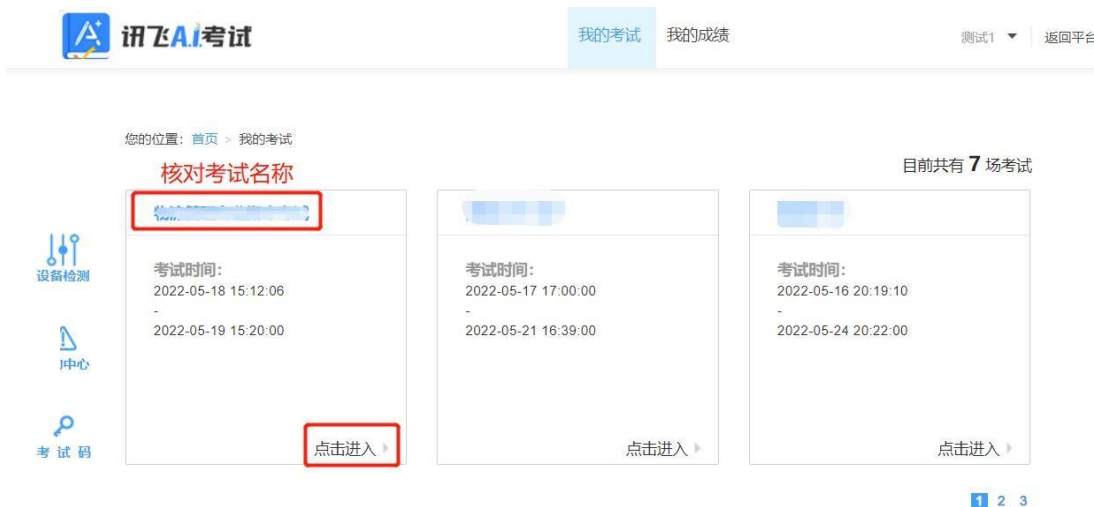 讯飞A.I.考试
我的考试 我的成绩
测试1 返回平台
您的位置：首页 > 我的考试
核对考试名称
目前共有 7 场考试
设备检测
中心
考 试 码
考试时间：
2022-05-18 15:12:06
-
2022-05-19 15:20:00
点击进入
考试时间：
2022-05-17 17:00:00
-
2022-05-21 16:39:00
点击进入
考试时间：
2022-05-16 20:19:10
-
2022-05-24 20:22:00
点击进入
1 2 3